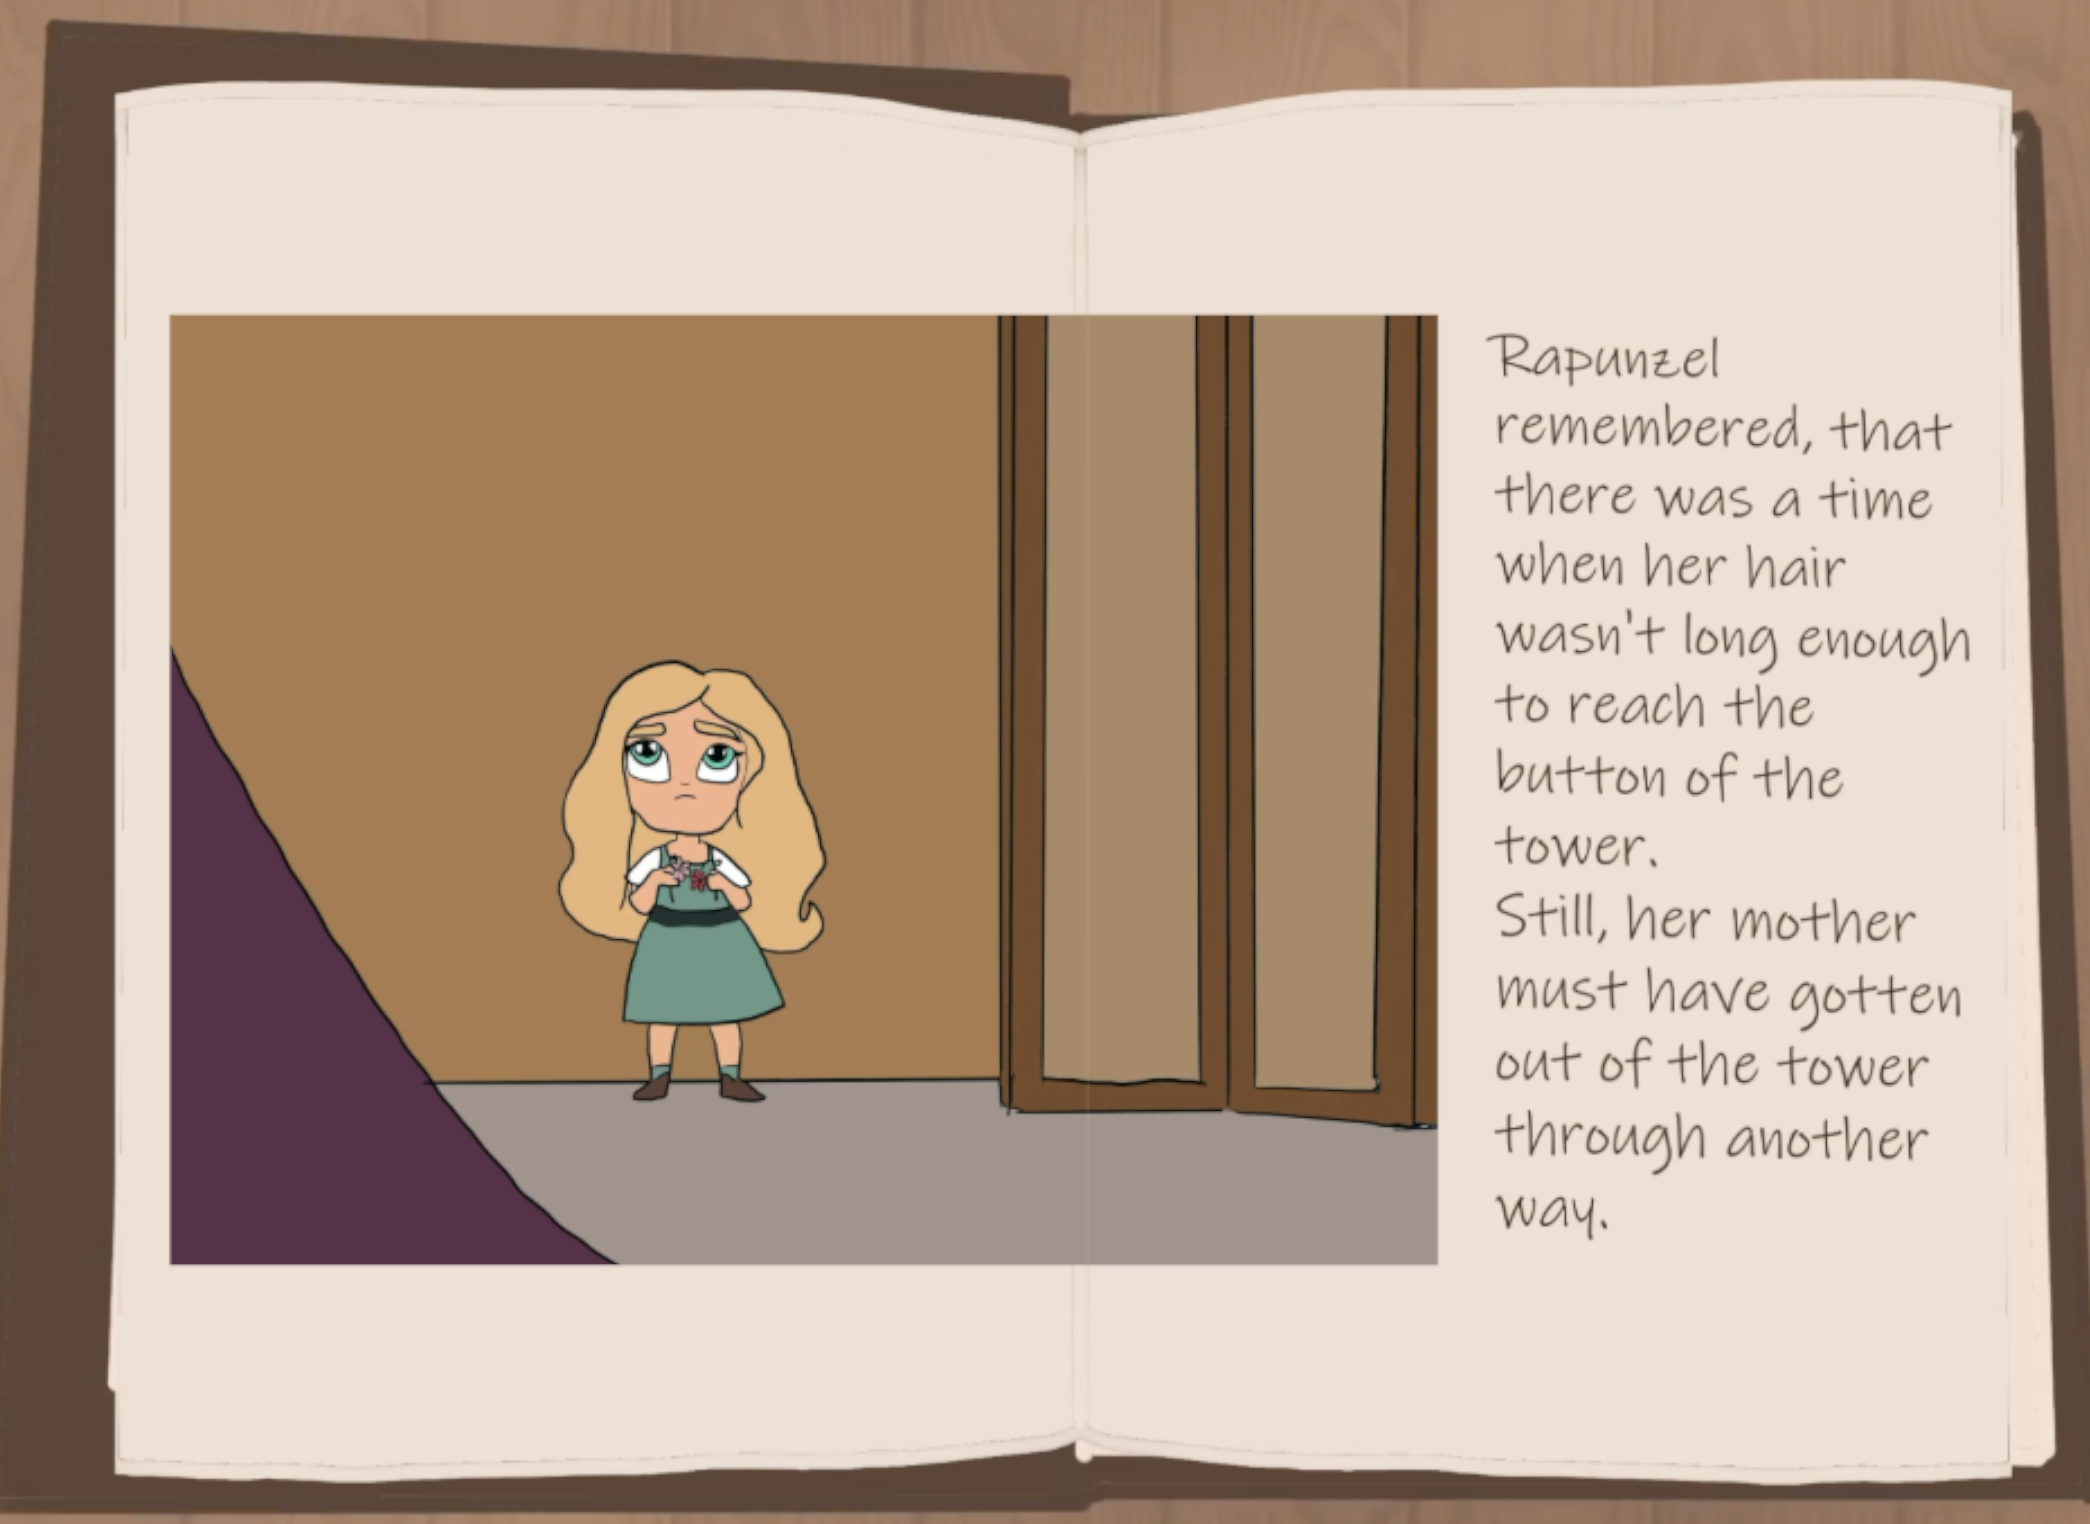 Rapunzel
remembered, that
there was a time
when her hair
wasn't long enough
to reach the
button of the
tower.
Still, her mother
must have gotten
out of the tower
through another
way.